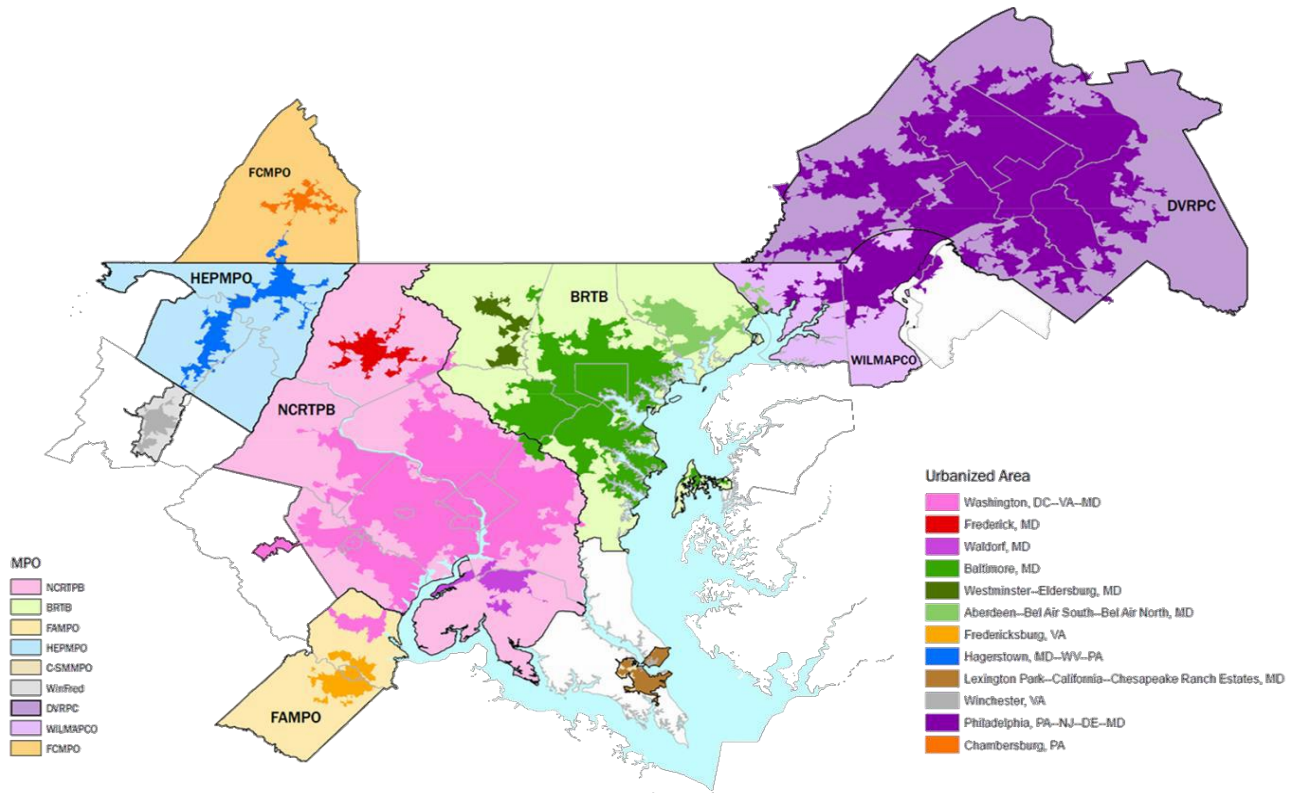 FCMPO
DVRPC
HEPMPO
BRTB
WILMAPCO
NCRTPB
FAMPO
MPO
NCRTPB
BRTB
FAMPO
HEPMPO
C-SMMPO
WinFred
DVRPC
WILMAPCO
FCMPO
Urbanized Area
Washington, DC--VA--MD
Frederick, MD
Waldorf, MD
Baltimore, MD
Westminster--Eldersburg, MD
Aberdeen--Bel Air South--Bel Air North, MD
Fredericksburg, VA
Hagerstown, MD--WV--PA
Lexington Park--California--Chesapeake Ranch Estates, MD
Winchester, VA
Philadelphia, PA--NJ--DE--MD
Chambersburg, PA